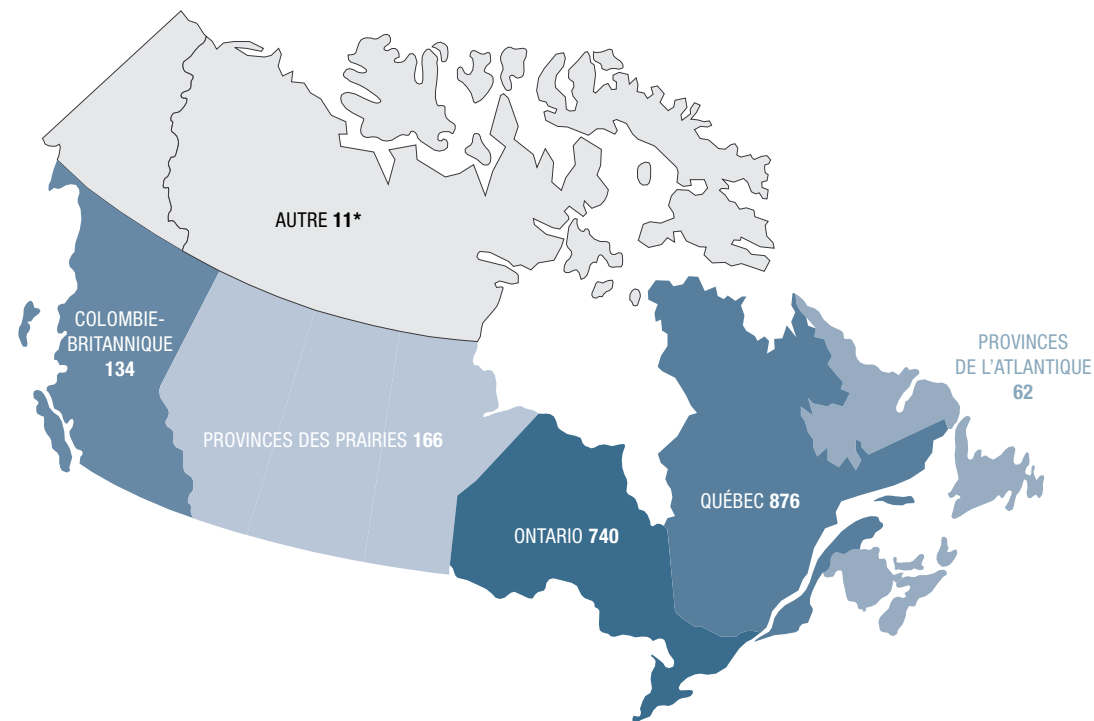 AUTRE 11*
COLOMBIE-
BRITANNIQUE
134
PROVINCES
DE L’ATLANTIQUE
62
PROVINCES DES PRAIRIES 166
QUÉBEC 876
ONTARIO 740